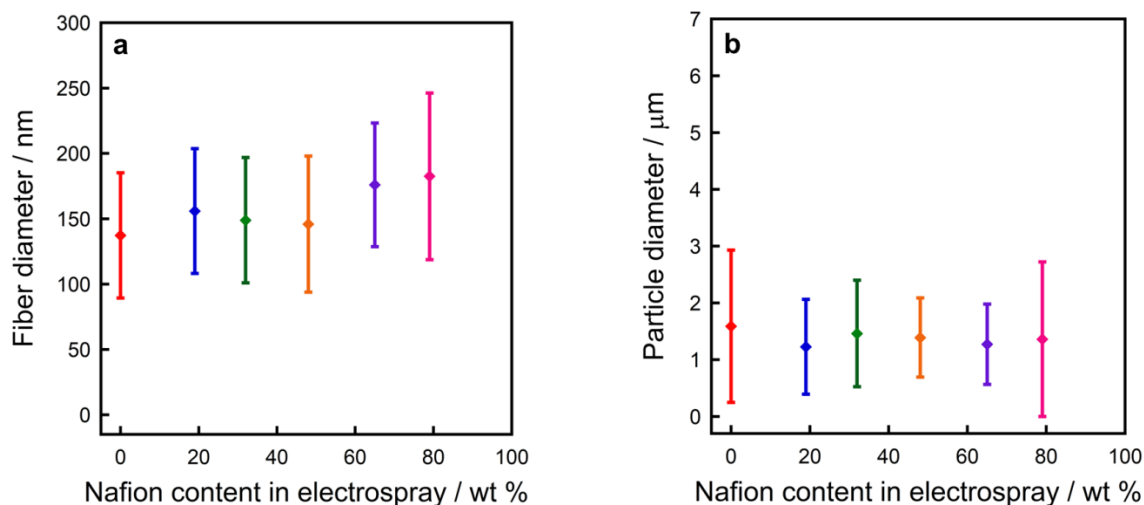 a
300
250
200
150
100
50
0
Fiber diameter / nm
0 20 40 60 80 100
Nafion content in electrospray / wt %
b
7
6
5
4
3
2
1
0
Particle diameter / μm
0 20 40 60 80 100
Nafion content in electrospray / wt %